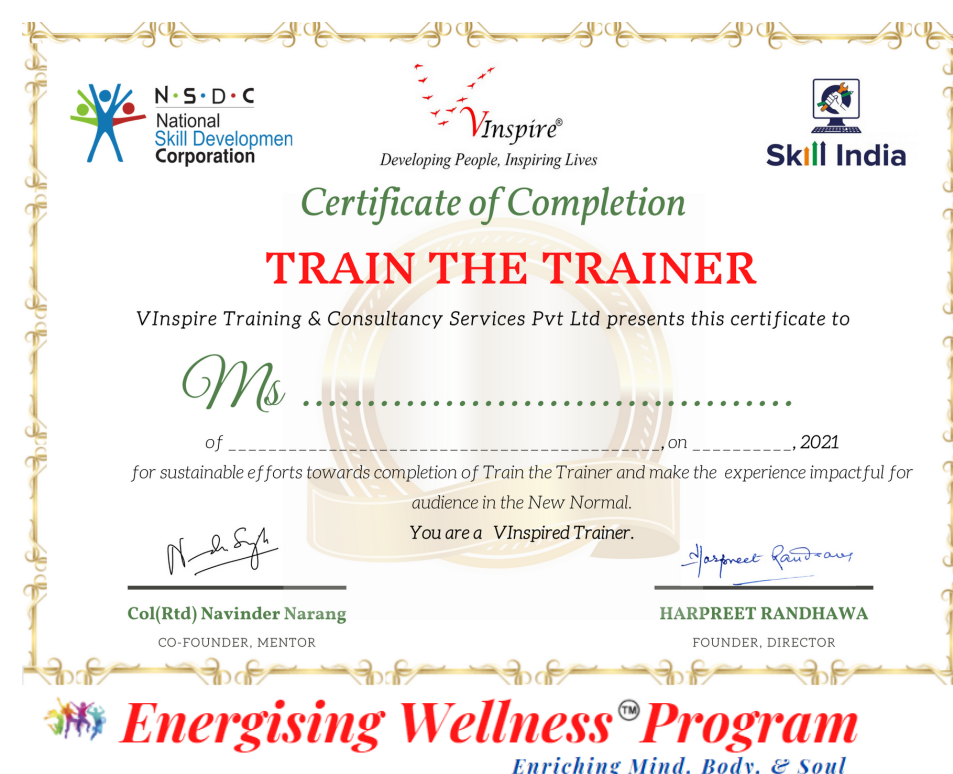 N·S·D·C
National
Skill Developmen
Corporation
VInspire®
Developing People, Inspiring Lives
Skill India
Certificate of Completion
TRAIN THE TRAINER
VInspire Training & Consultancy Services Pvt Ltd presents this certificate to
Ms ......................................
of ___________________________________________, on __________, 2021
for sustainable efforts towards completion of Train the Trainer and make the experience impactful for
audience in the New Normal.
You are a VInspired Trainer.
Harpreet Randhawa
Col(Rtd) Navinder Narang
HARPREET RANDHAWA
CO-FOUNDER, MENTOR
FOUNDER, DIRECTOR
Energising Wellness™ Program
Enriching Mind, Body, & Soul